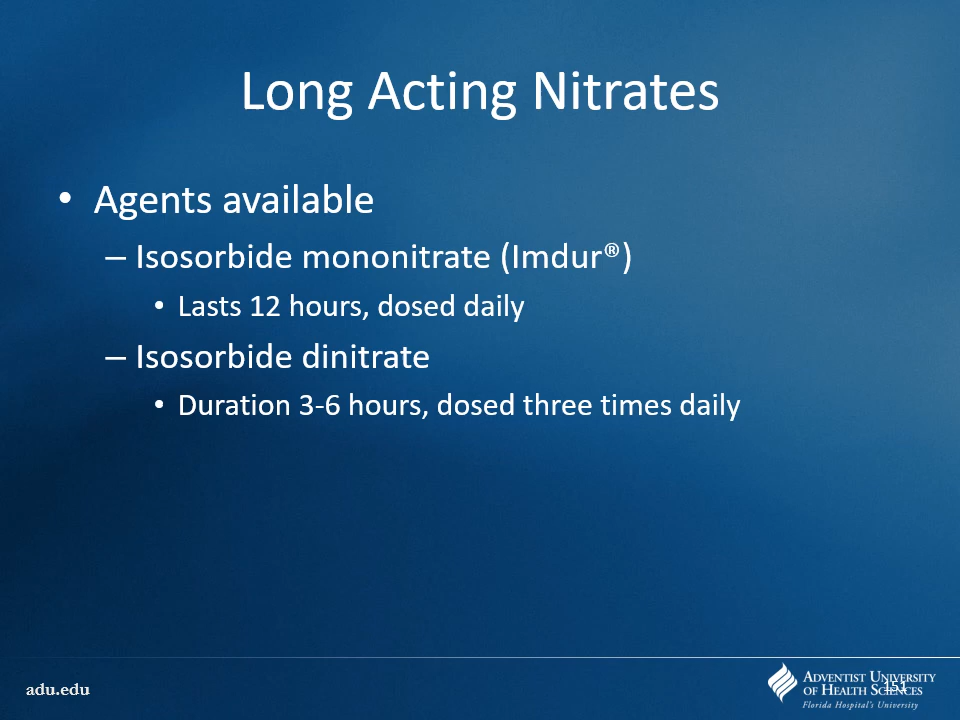 Long Acting Nitrates
• Agents available
– Isosorbide mononitrate (Imdur®)
• Lasts 12 hours, dosed daily
– Isosorbide dinitrate
• Duration 3-6 hours, dosed three times daily
adu.edu
ADVENTIST UNIVERSITY
OF HEALTH SCIENCES
151
Florida Hospital's University